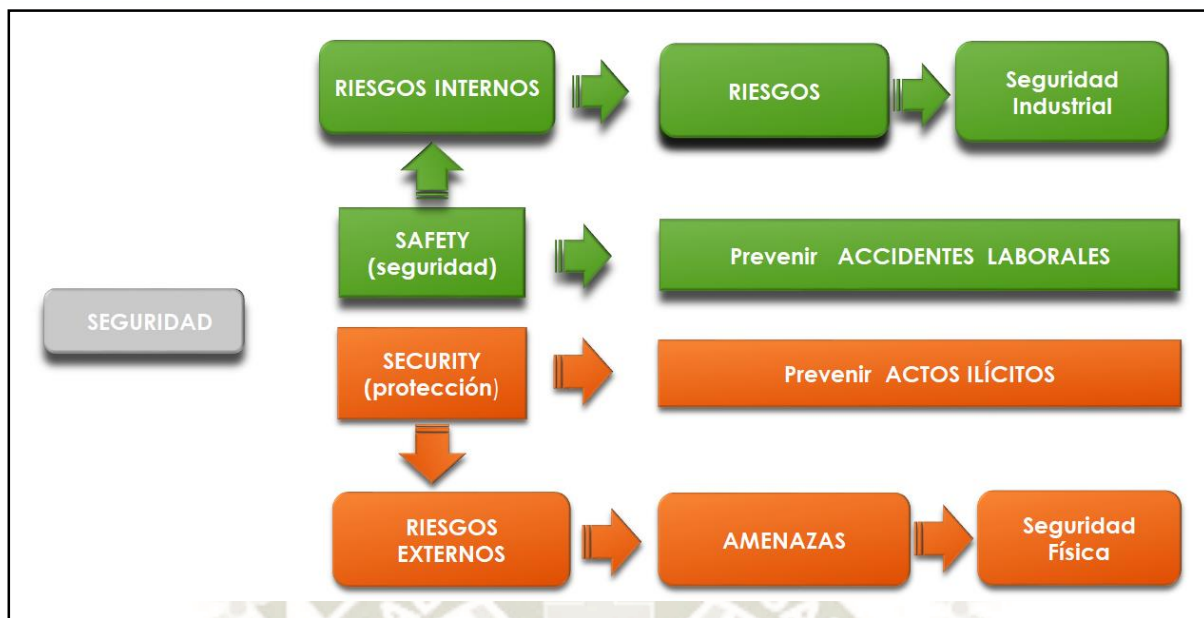 RIESGOS INTERNOS
RIESGOS
Seguridad
Industrial
SAFETY
(seguridad)
Prevenir ACCIDENTES LABORALES
SEGURIDAD
SECURITY
(protección)
Prevenir ACTOS ILÍCITOS
RIESGOS
EXTERNOS
AMENAZAS
Seguridad
Física